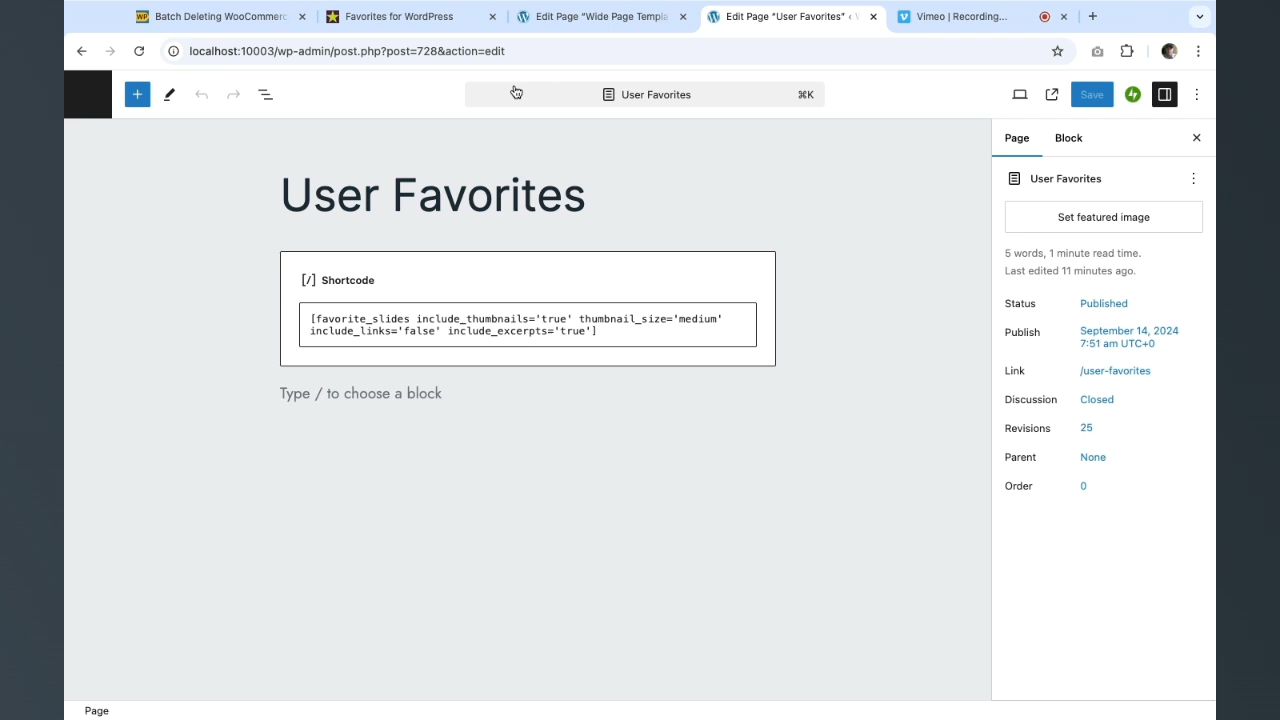 Batch Deleting WooCommerc
Favorites for WordPress
Edit Page “Wide Page Templa
Edit Page “User Favorites” ‹
Vimeo | Recording...
localhost:10003/wp-admin/post.php?post=728&action=edit
User Favorites
⌘K
Save
Page
Block
User Favorites
User Favorites
Set featured image
[/] Shortcode
5 words, 1 minute read time.
Last edited 11 minutes ago.
[favorite_slides include_thumbnails='true' thumbnail_size='medium'
include_links='false' include_excerpts='true']
Status
Published
Publish
September 14, 2024
7:51 am UTC+0
Link
/user-favorites
Type / to choose a block
Discussion
Closed
Revisions
25
Parent
None
Order
0
Page